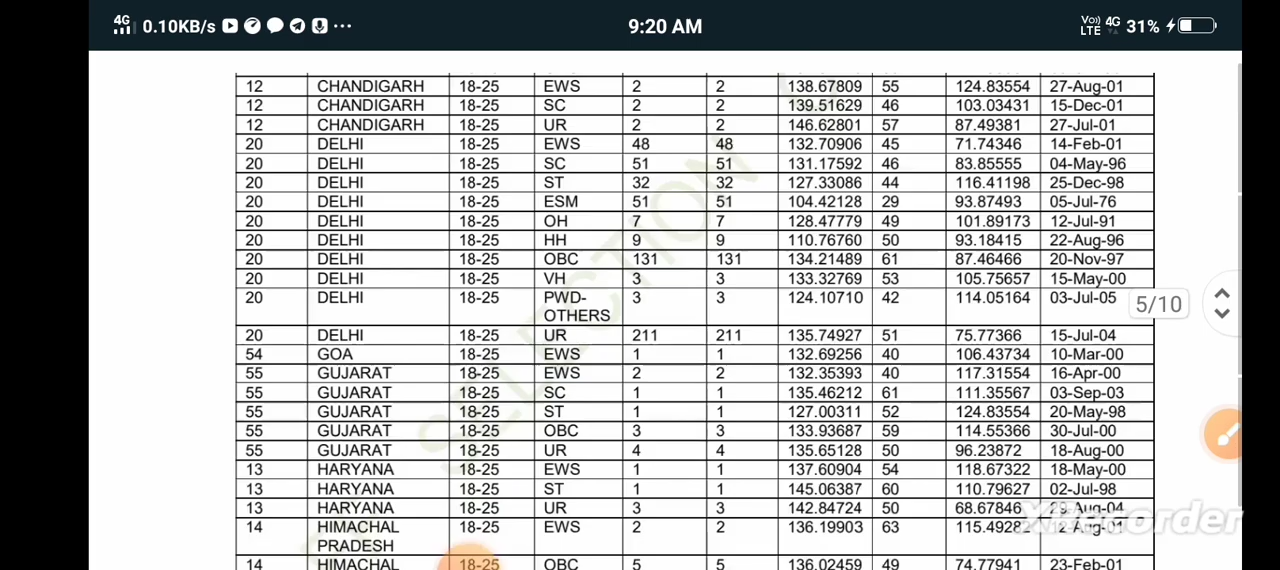 4G 0.10KB/s ... 9:20 AM Vo) LTE 4G 31%
12 CHANDIGARH 18-25 EWS 2 2 138.67809 55 124.83554 27-Aug-01
12 CHANDIGARH 18-25 SC 2 2 139.51629 46 103.03431 15-Dec-01
12 CHANDIGARH 18-25 UR 2 2 146.62801 57 87.49381 27-Jul-01
20 DELHI 18-25 EWS 48 48 132.70906 45 71.74346 14-Feb-01
20 DELHI 18-25 SC 51 51 131.17592 46 83.85555 04-May-96
20 DELHI 18-25 ST 32 32 127.33086 44 116.41198 25-Dec-98
20 DELHI 18-25 ESM 51 51 104.42128 29 93.87493 05-Jul-76
20 DELHI 18-25 OH 7 7 128.47779 49 101.89173 12-Jul-91
20 DELHI 18-25 HH 9 9 110.76760 50 93.18415 22-Aug-96
20 DELHI 18-25 OBC 131 131 134.21489 61 87.46466 20-Nov-97
20 DELHI 18-25 VH 3 3 133.32769 53 105.75657 15-May-00
20 DELHI 18-25 PWD- 3 3 124.10710 42 114.05164 03-Jul-05
OTHERS
5/10
20 DELHI 18-25 UR 211 211 135.74927 51 75.77366 15-Jul-04
54 GOA 18-25 EWS 1 1 132.69256 40 106.43734 10-Mar-00
55 GUJARAT 18-25 EWS 2 2 132.35393 40 117.31554 16-Apr-00
55 GUJARAT 18-25 SC 1 1 135.46212 61 111.35567 03-Sep-03
55 GUJARAT 18-25 ST 1 1 127.00311 52 124.83554 20-May-98
55 GUJARAT 18-25 OBC 3 3 133.93687 59 114.55366 30-Jul-00
55 GUJARAT 18-25 UR 4 4 135.65128 50 96.23872 18-Aug-00
13 HARYANA 18-25 EWS 1 1 137.60904 54 118.67322 18-May-00
13 HARYANA 18-25 ST 1 1 145.06387 60 110.79627 02-Jul-98
13 HARYANA 18-25 UR 3 3 142.84724 50 68.67846 29-Aug-04
14 HIMACHAL 18-25 EWS 2 2 136.19903 63 115.49282 12-Aug-01
PRADESH
14 HIMACHAL 18-25 OBC 5 5 136.02459 49 74.77941 23-Feb-01
SELECTION
XRecorder